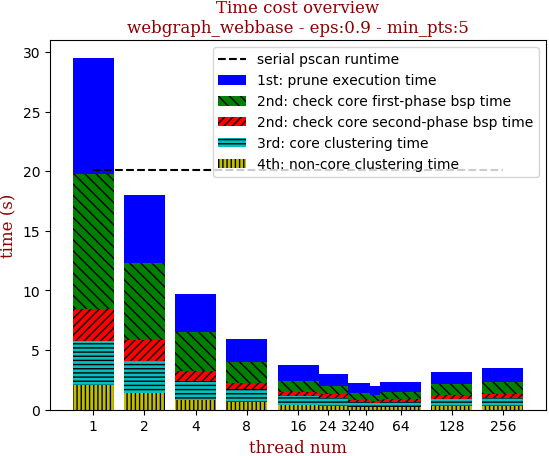 Time cost overview
webgraph_webbase - eps:0.9 - min_pts:5
serial pscan runtime
1st: prune execution time
2nd: check core first-phase bsp time
2nd: check core second-phase bsp time
3rd: core clustering time
4th: non-core clustering time
time (s)
30
25
20
15
10
5
0
1 2 4 8 16 24 32 40 64 128 256
thread num